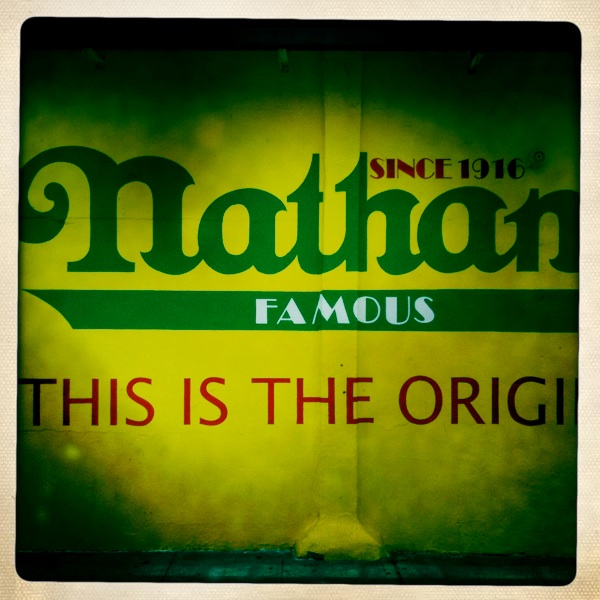 SINCE 1916
Nathan
FAMOUS
THIS IS THE ORIGI